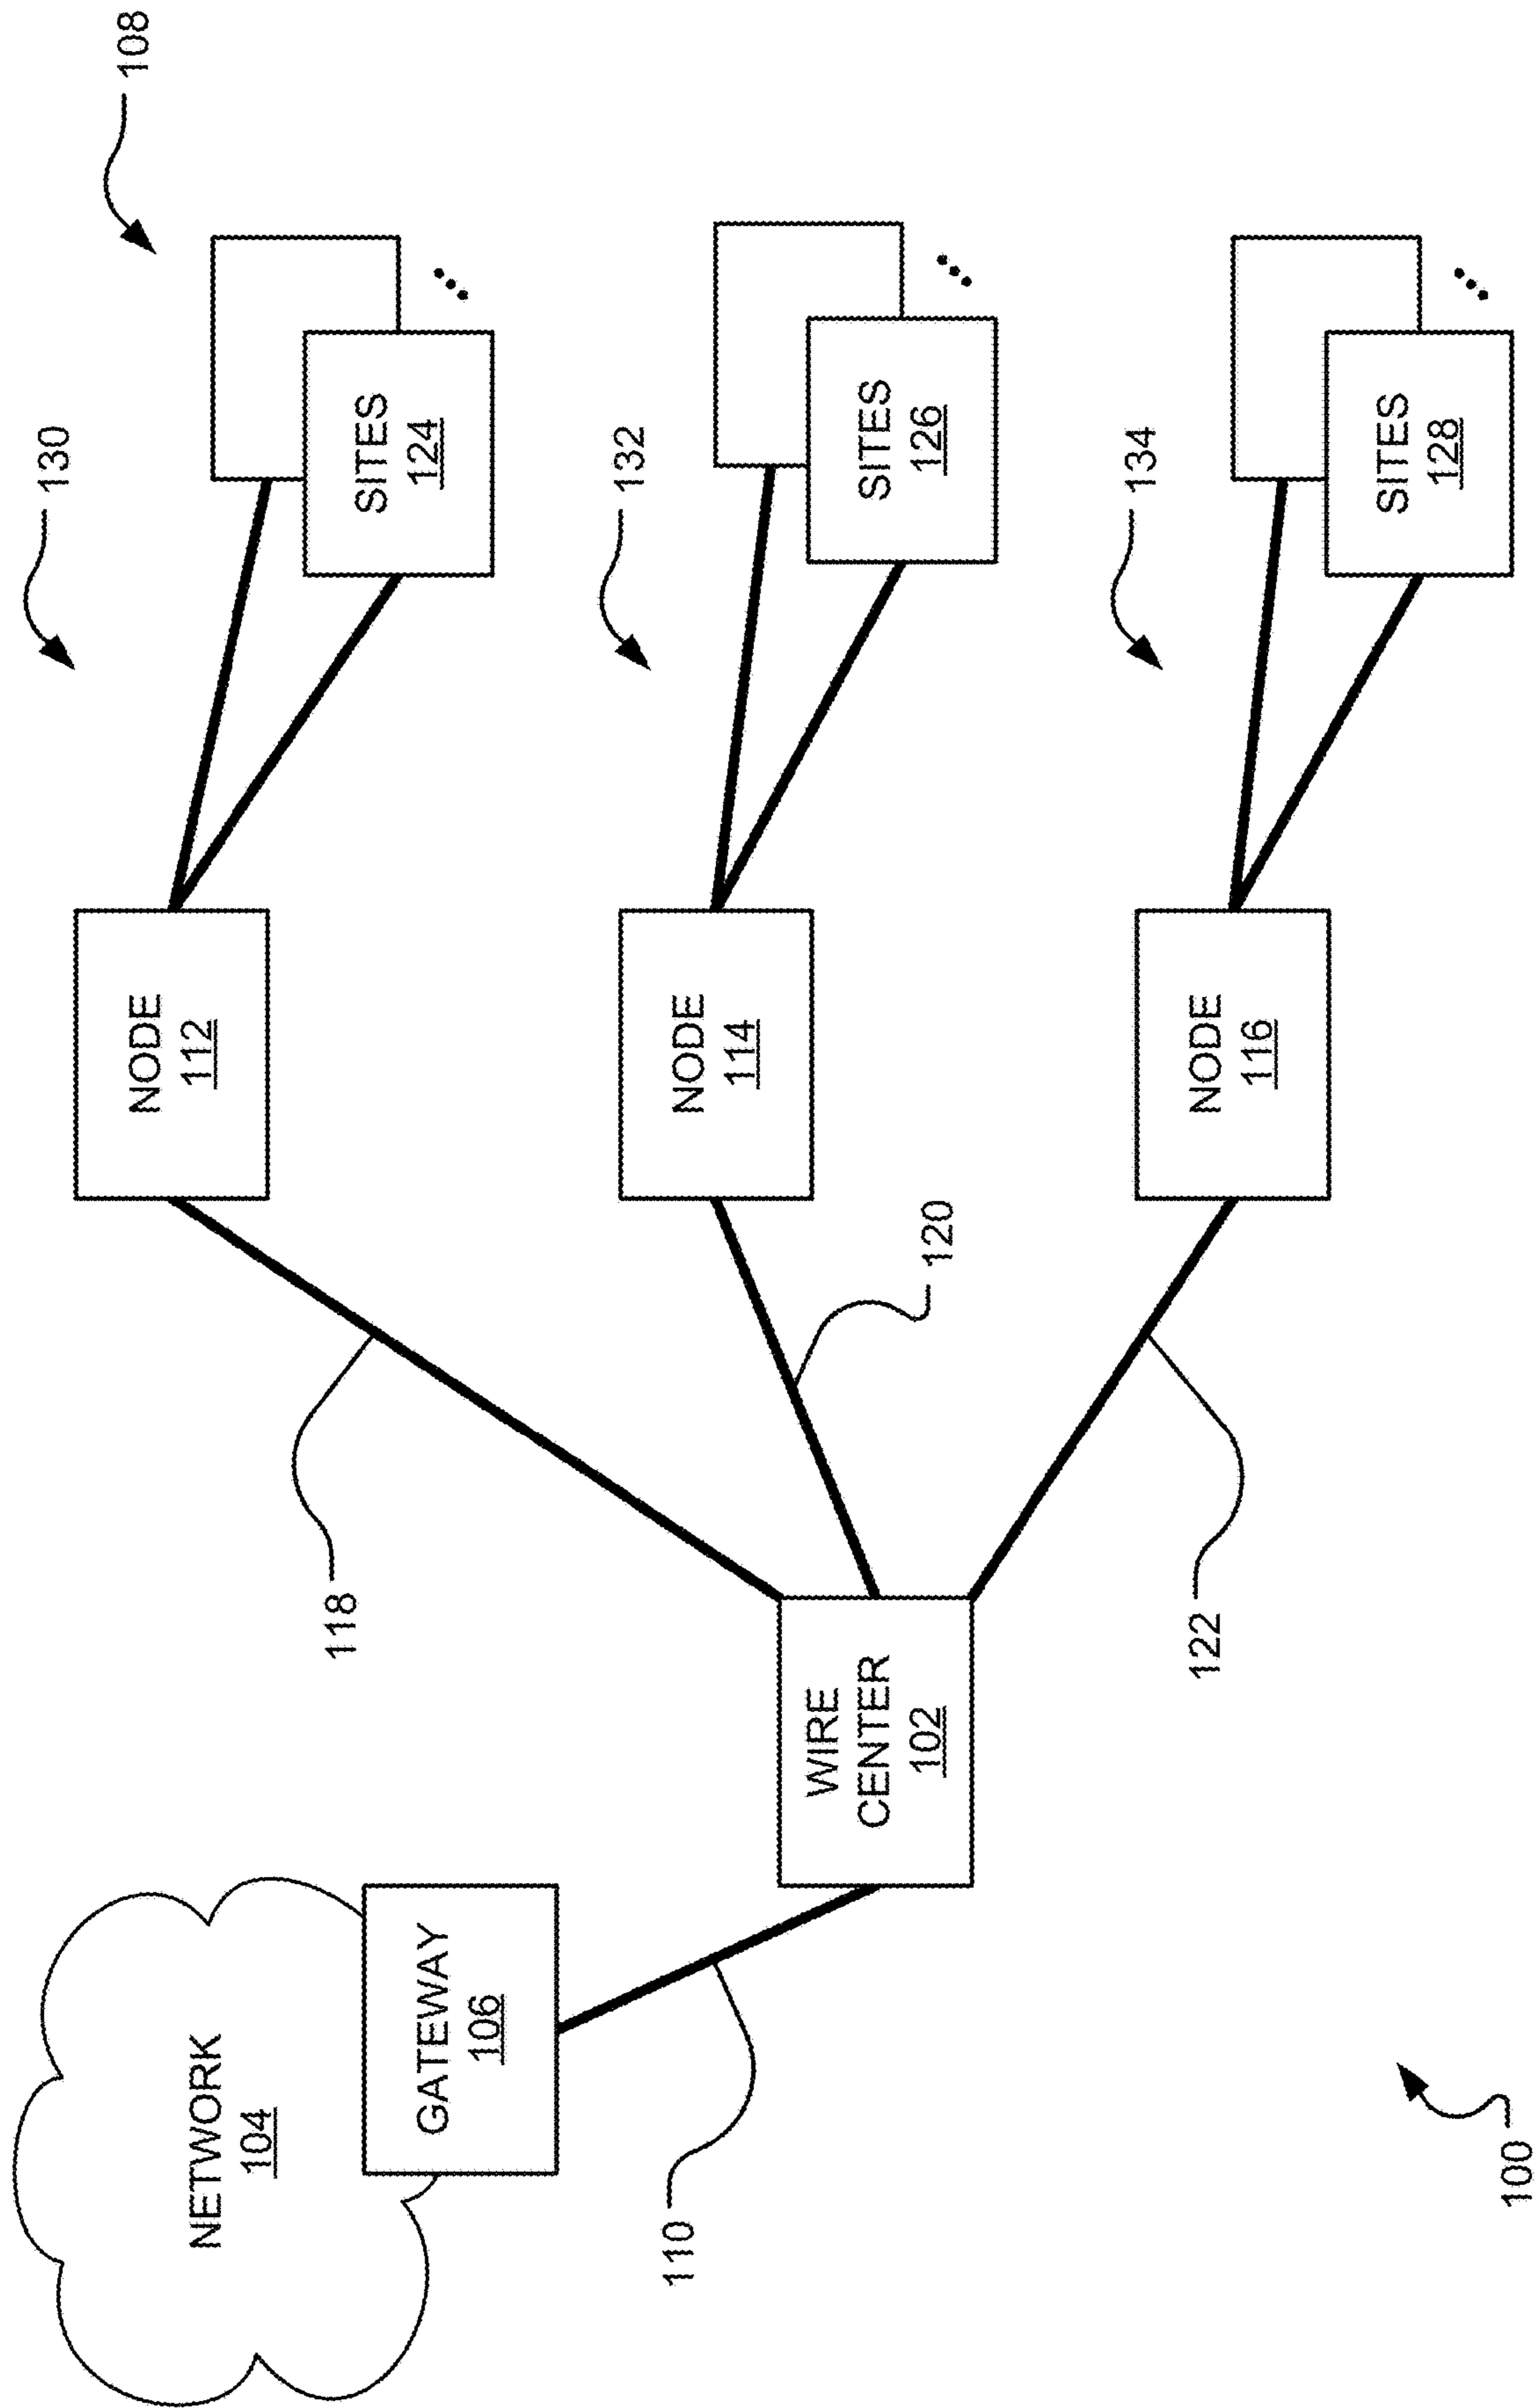 108
130
SITES
124
NODE
112
118
NETWORK
104
GATEWAY
106
110
132
SITES
126
NODE
114
120
WIRE
CENTER
102
134
SITES
128
NODE
116
122
100